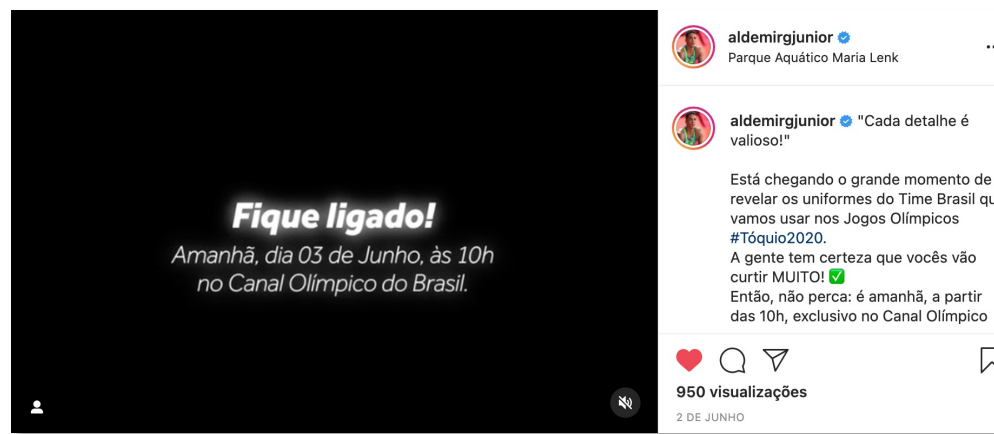 Fique ligado!
Amanhã, dia 03 de Junho, às 10h
no Canal Olímpico do Brasil.
aldemirgjunior
Parque Aquático Maria Lenk
aldemirgjunior "Cada detalhe é
valioso!"
Está chegando o grande momento de
revelar os uniformes do Time Brasil qu
vamos usar nos Jogos Olímpicos
#Tóquio2020.
A gente tem certeza que vocês vão
curtir MUITO! ✅
Então, não perca: é amanhã, a partir
das 10h, exclusivo no Canal Olímpico
950 visualizações
2 DE JUNHO